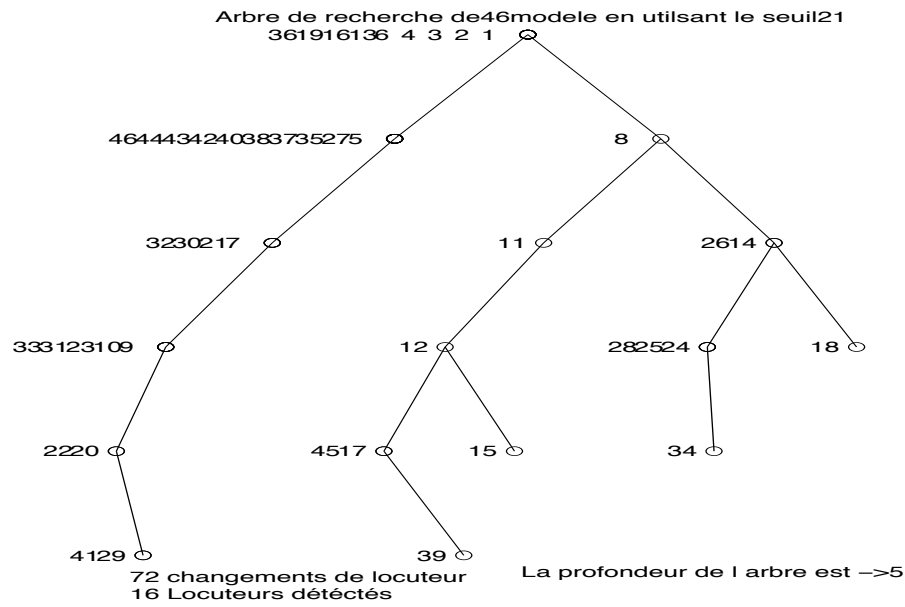 Arbre de recherche de46modele en utilsant le seuil21
361916136 4 3 2 1
4644434240383735275 8
3230217 11 2614
333123109 12 282524 18
2220 4517 15 34
4129 39
72 changements de locuteur
16 Locuteurs détéctés
La profondeur de l arbre est −>5